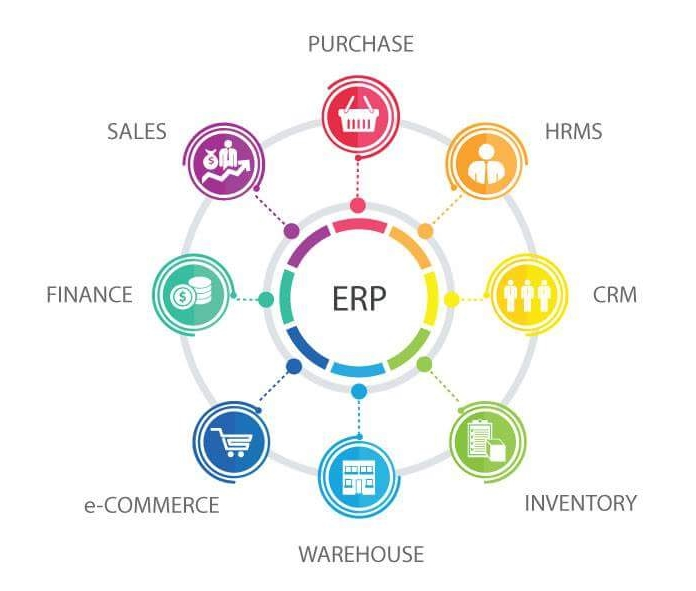 PURCHASE
SALES
HRMS
FINANCE
ERP
CRM
e-COMMERCE
INVENTORY
WAREHOUSE